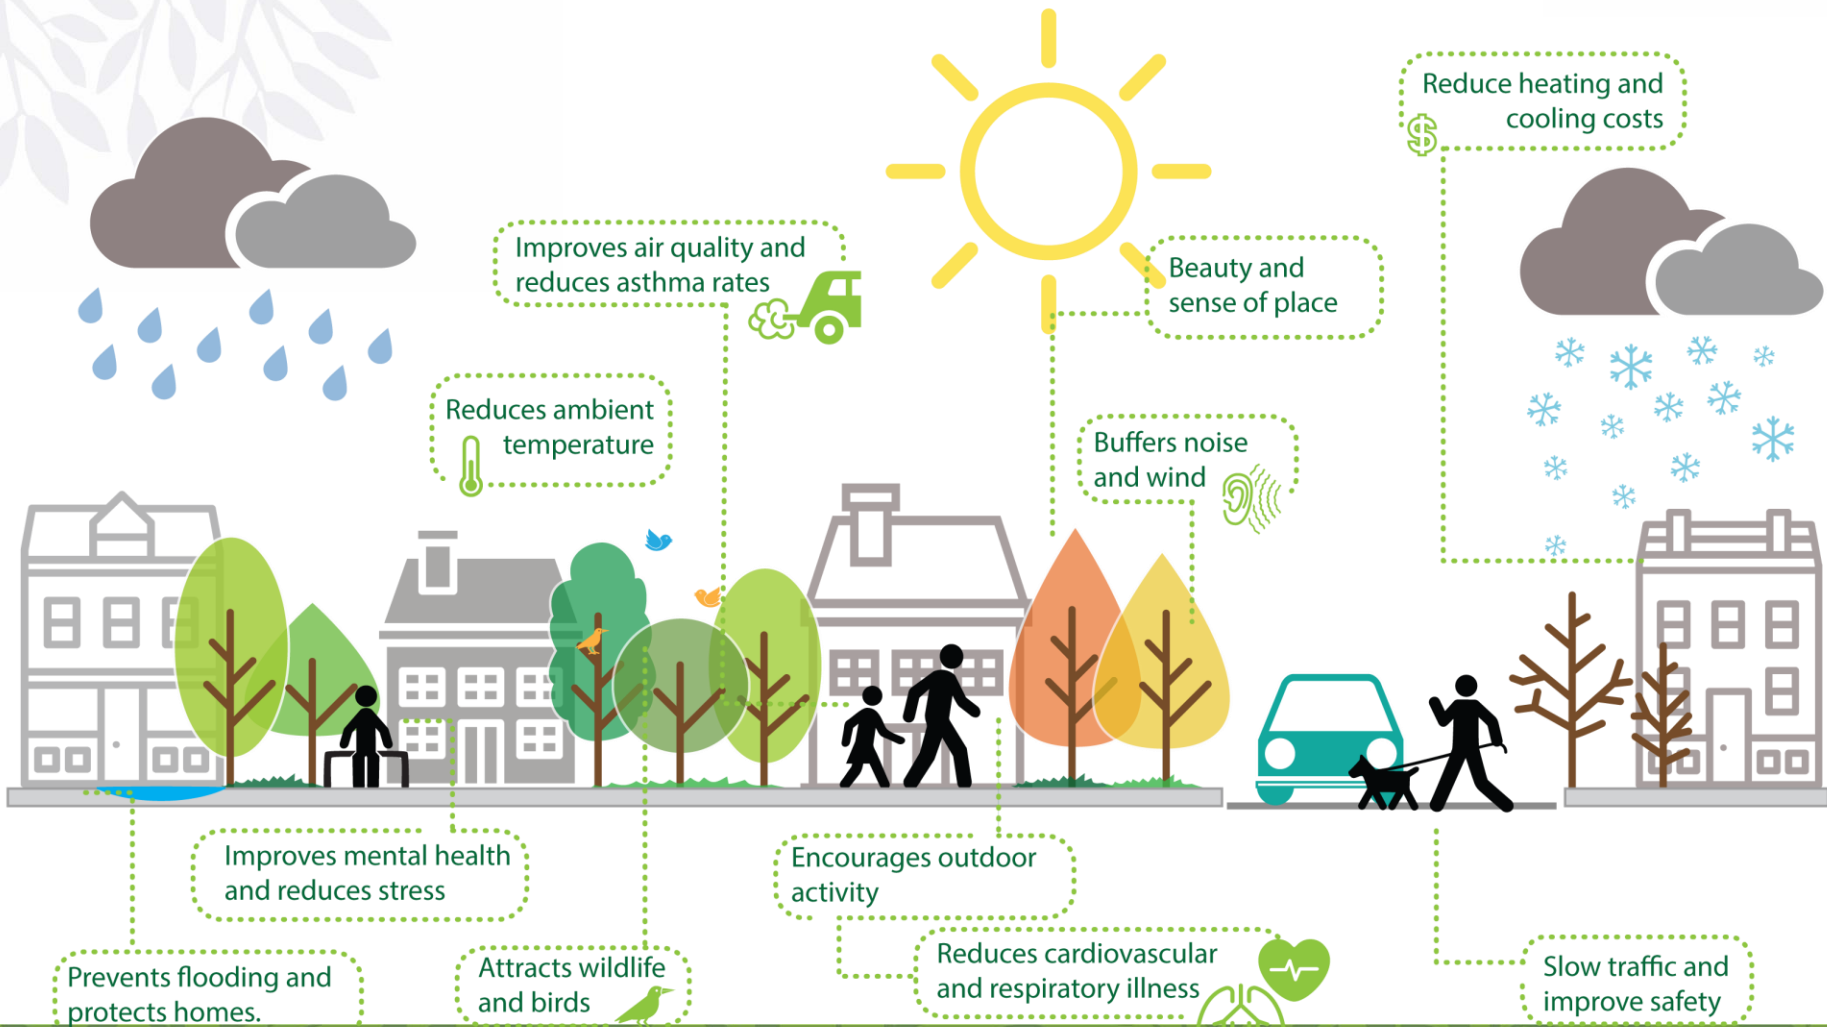 Reduce heating and
cooling costs
Improves air quality and
reduces asthma rates
Beauty and
sense of place
Reduces ambient
temperature
Buffers noise
and wind
Improves mental health
and reduces stress
Encourages outdoor
activity
Prevents flooding and
protects homes.
Attracts wildlife
and birds
Reduces cardiovascular
and respiratory illness
Slow traffic and
improve safety